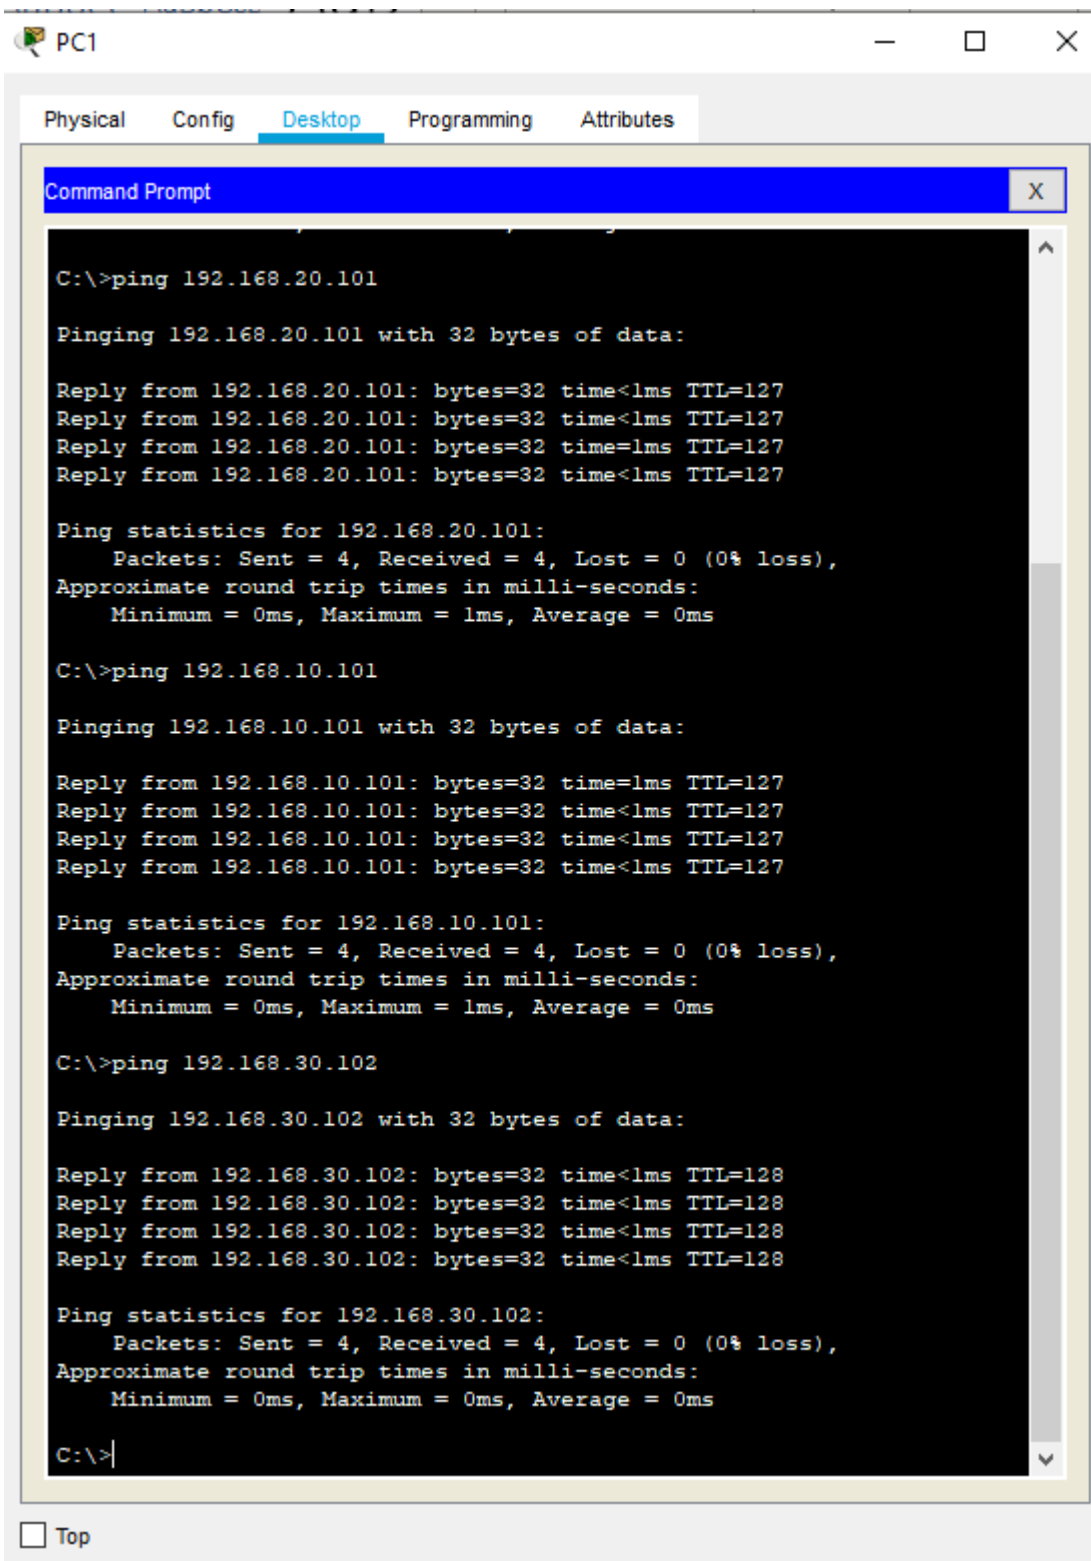 PC1
Physical Config Desktop Programming Attributes
Command Prompt X
C:\>ping 192.168.20.101
Pinging 192.168.20.101 with 32 bytes of data:
Reply from 192.168.20.101: bytes=32 time<1ms TTL=127
Reply from 192.168.20.101: bytes=32 time<1ms TTL=127
Reply from 192.168.20.101: bytes=32 time=1ms TTL=127
Reply from 192.168.20.101: bytes=32 time<1ms TTL=127
Ping statistics for 192.168.20.101:
Packets: Sent = 4, Received = 4, Lost = 0 (0% loss),
Approximate round trip times in milli-seconds:
Minimum = 0ms, Maximum = 1ms, Average = 0ms
C:\>ping 192.168.10.101
Pinging 192.168.10.101 with 32 bytes of data:
Reply from 192.168.10.101: bytes=32 time=1ms TTL=127
Reply from 192.168.10.101: bytes=32 time<1ms TTL=127
Reply from 192.168.10.101: bytes=32 time<1ms TTL=127
Reply from 192.168.10.101: bytes=32 time<1ms TTL=127
Ping statistics for 192.168.10.101:
Packets: Sent = 4, Received = 4, Lost = 0 (0% loss),
Approximate round trip times in milli-seconds:
Minimum = 0ms, Maximum = 1ms, Average = 0ms
C:\>ping 192.168.30.102
Pinging 192.168.30.102 with 32 bytes of data:
Reply from 192.168.30.102: bytes=32 time<1ms TTL=128
Reply from 192.168.30.102: bytes=32 time<1ms TTL=128
Reply from 192.168.30.102: bytes=32 time<1ms TTL=128
Reply from 192.168.30.102: bytes=32 time<1ms TTL=128
Ping statistics for 192.168.30.102:
Packets: Sent = 4, Received = 4, Lost = 0 (0% loss),
Approximate round trip times in milli-seconds:
Minimum = 0ms, Maximum = 0ms, Average = 0ms
C:\>
Top